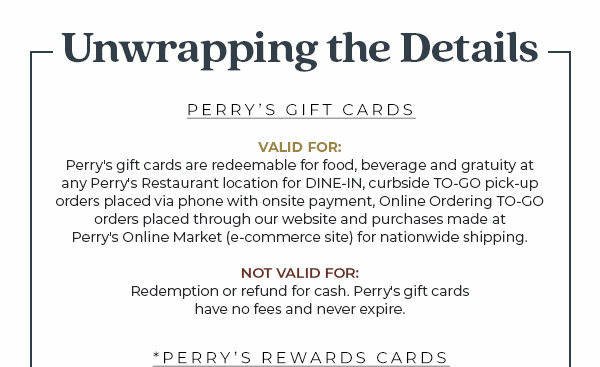 Unwrapping the Details
PERRY'S GIFT CARDS
VALID FOR:
Perry's gift cards are redeemable for food, beverage and gratuity at
any Perry's Restaurant location for DINE-IN, curbside TO-GO pick-up
orders placed via phone with onsite payment, Online Ordering TO-GO
orders placed through our website and purchases made at
Perry's Online Market (e-commerce site) for nationwide shipping.
NOT VALID FOR:
Redemption or refund for cash. Perry's gift cards
have no fees and never expire.
*PERRY'S REWARDS CARDS